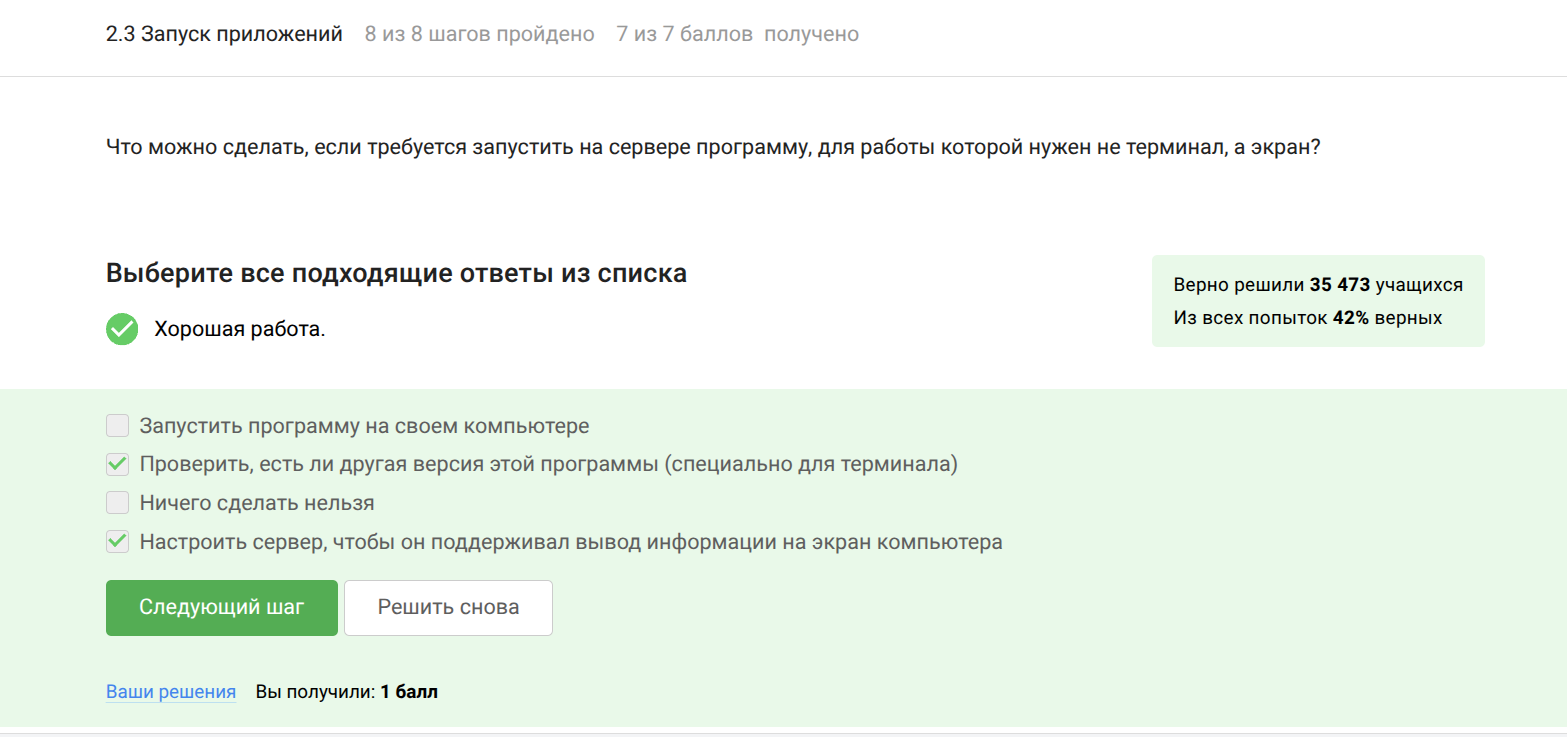 2.3 Запуск приложений 8 из 8 шагов пройдено 7 из 7 баллов получено
Что можно сделать, если требуется запустить на сервере программу, для работы которой нужен не терминал, а экран?
Выберите все подходящие ответы из списка
Верно решили 35 473 учащихся
Из всех попыток 42% верных
Хорошая работа.
Запустить программу на своем компьютере
Проверить, есть ли другая версия этой программы (специально для терминала)
Ничего сделать нельзя
Настроить сервер, чтобы он поддерживал вывод информации на экран компьютера
Следующий шаг Решить снова
Ваши решения Вы получили: 1 балл